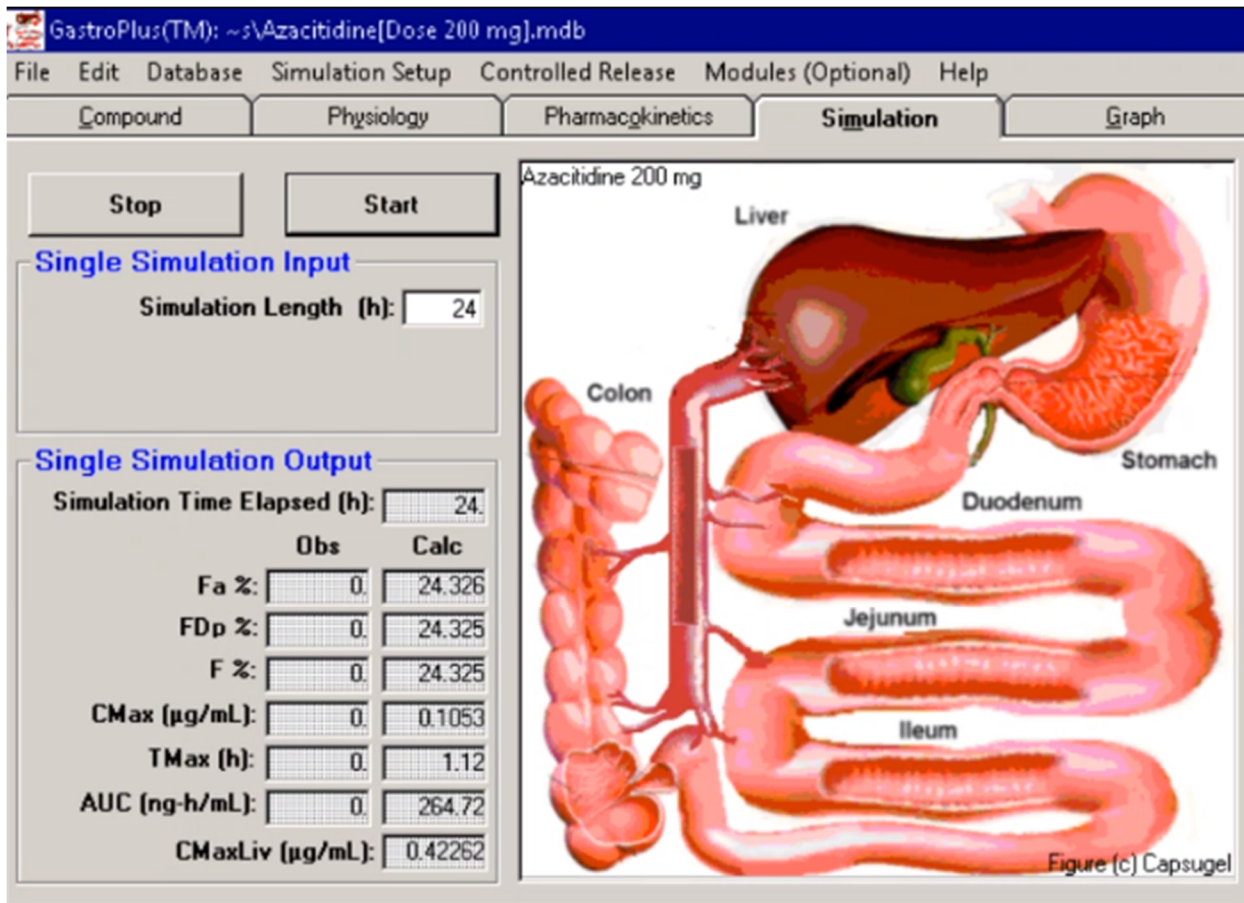 GastroPlus(TM): ~s\Azacitidine[Dose 200 mg].mdb
File Edit Database Simulation Setup Controlled Release Modules (Optional) Help
Compound Physiology Pharmacokinetics Simulation Graph
Stop Start
Single Simulation Input
Simulation Length (h): 24
Single Simulation Output
Simulation Time Elapsed (h): 24.
Obs Calc
Fa %: 0. 24.326
FDp %: 0. 24.325
F %: 0. 24.325
CMax (µg/mL): 0. 0.1053
TMax (h): 0. 1.12
AUC (ng-h/mL): 0. 264.72
CMaxLiv (µg/mL): 0.42262
Azacitidine 200 mg
Liver
Colon
Stomach
Duodenum
Jejunum
Ileum
Figure (c) Capsugel